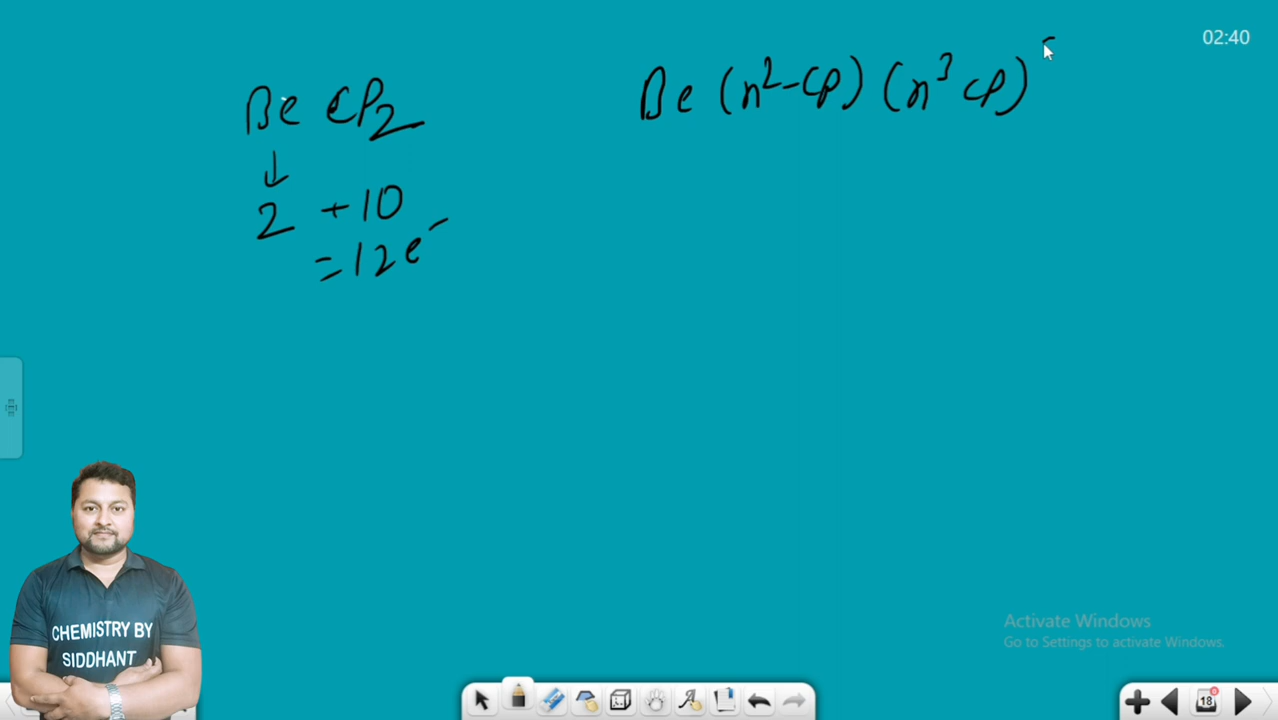 02:40
Be CP2
Be (η²-CP) (η³ CP)⁻
↓
2 +10
=12e⁻
CHEMISTRY BY
SIDDHANT
Activate Windows
Go to Settings to activate Windows.
18